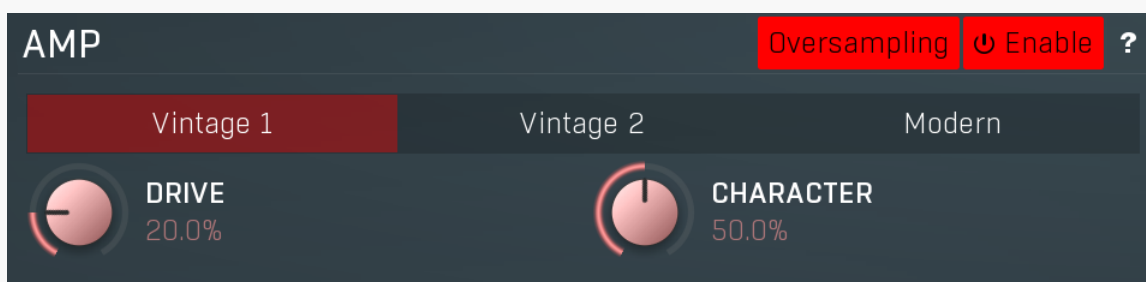 AMP
Oversampling
Enable
?
Vintage 1
Vintage 2
Modern
DRIVE
20.0%
CHARACTER
50.0%